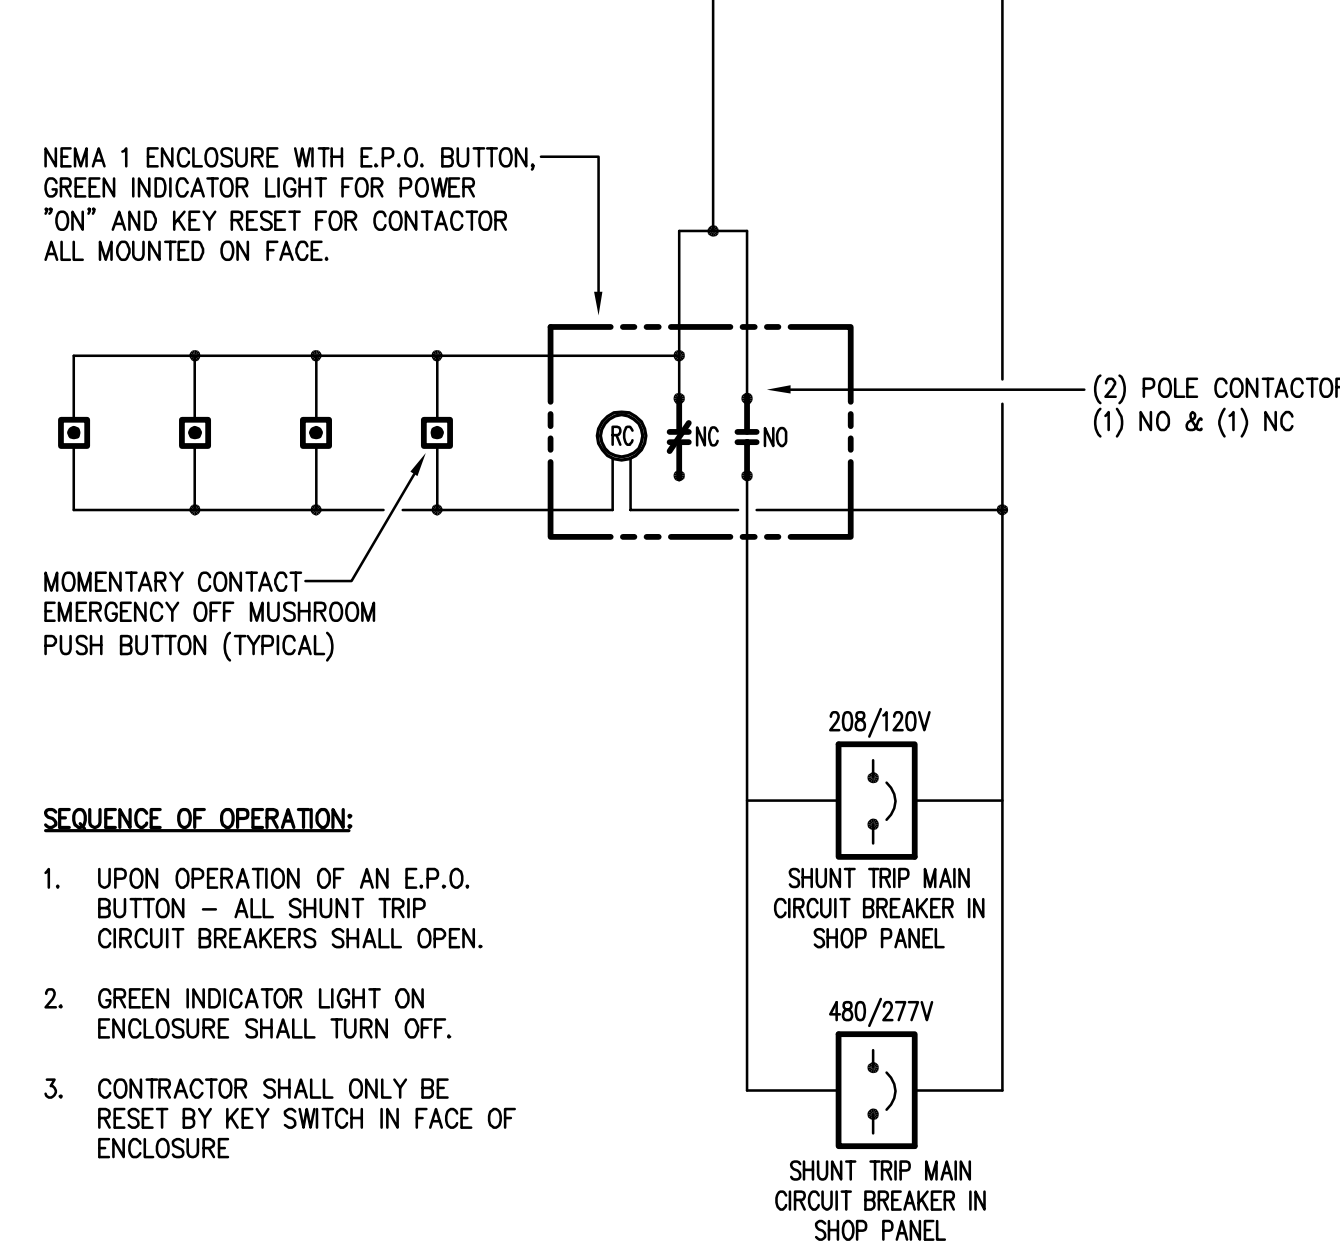 NEMA 1 ENCLOSURE WITH E.P.O. BUTTON,
GREEN INDICATOR LIGHT FOR POWER
"ON" AND KEY RESET FOR CONTACTOR
ALL MOUNTED ON FACE.
(2) POLE CONTACTOR
(1) NO & (1) NC
RC
NC
NO
MOMENTARY CONTACT
EMERGENCY OFF MUSHROOM
PUSH BUTTON (TYPICAL)
208/120V
SHUNT TRIP MAIN
CIRCUIT BREAKER IN
SHOP PANEL
480/277V
SHUNT TRIP MAIN
CIRCUIT BREAKER IN
SHOP PANEL
SEQUENCE OF OPERATION:
1. UPON OPERATION OF AN E.P.O.
BUTTON – ALL SHUNT TRIP
CIRCUIT BREAKERS SHALL OPEN.
2. GREEN INDICATOR LIGHT ON
ENCLOSURE SHALL TURN OFF.
3. CONTRACTOR SHALL ONLY BE
RESET BY KEY SWITCH IN FACE OF
ENCLOSURE